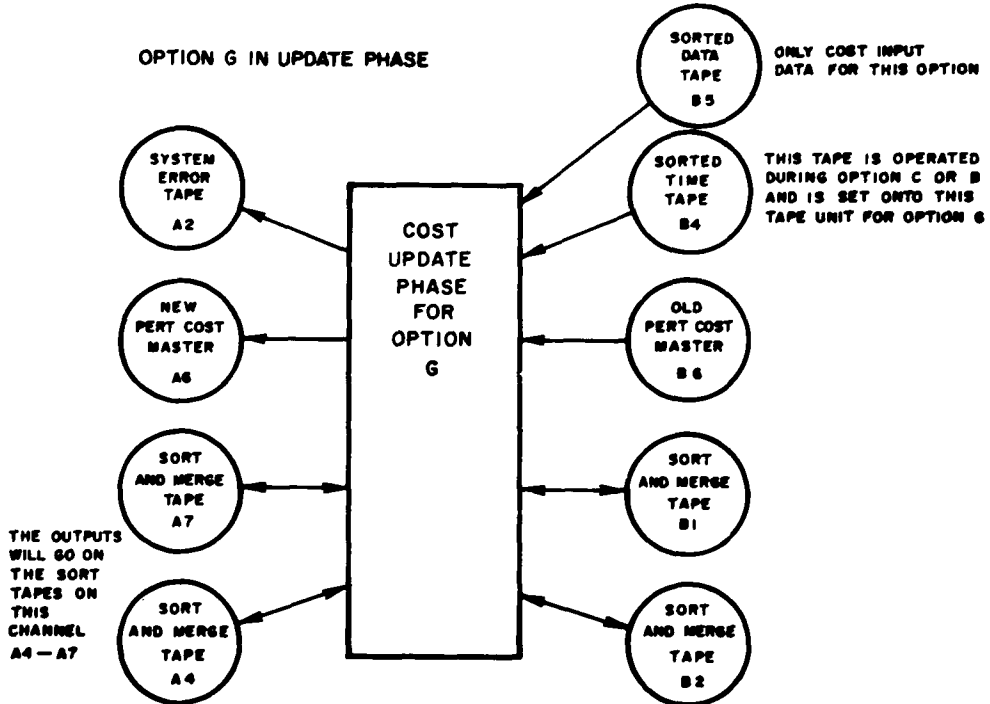 OPTION G IN UPDATE PHASE
SORTED
DATA
TAPE
B5
ONLY COST INPUT
DATA FOR THIS OPTION
SYSTEM
ERROR
TAPE
A2
SORTED
TIME
TAPE
B4
THIS TAPE IS OPERATED
DURING OPTION C OR B
AND IS SET ONTO THIS
TAPE UNIT FOR OPTION G
COST
UPDATE
PHASE
FOR
OPTION
G
NEW
PERT COST
MASTER
A6
OLD
PERT COST
MASTER
B6
SORT
AND MERGE
TAPE
A7
SORT
AND MERGE
TAPE
B1
THE OUTPUTS
WILL GO ON
THE SORT
TAPES ON
THIS
CHANNEL
A4-A7
SORT
AND MERGE
TAPE
A4
SORT
AND MERGE
TAPE
B2